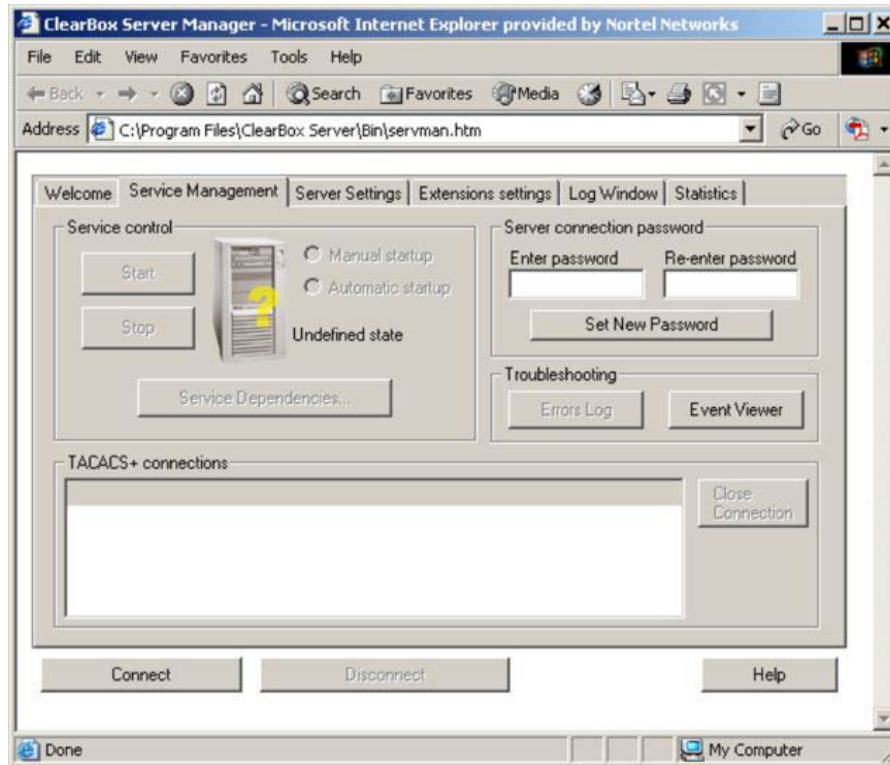 ClearBox Server Manager - Microsoft Internet Explorer provided by Nortel Networks
File Edit View Favorites Tools Help
Back Search Favorites Media
Address C:\Program Files\ClearBox Server\Bin\servman.htm Go
Welcome Service Management Server Settings Extensions settings Log Window Statistics
Service control
Start
Stop
Manual startup
Automatic startup
Undefined state
Service Dependencies...
Server connection password
Enter password Re-enter password
Set New Password
Troubleshooting
Errors Log Event Viewer
TACACS+ connections
Close
Connection
Connect Disconnect Help
Done My Computer